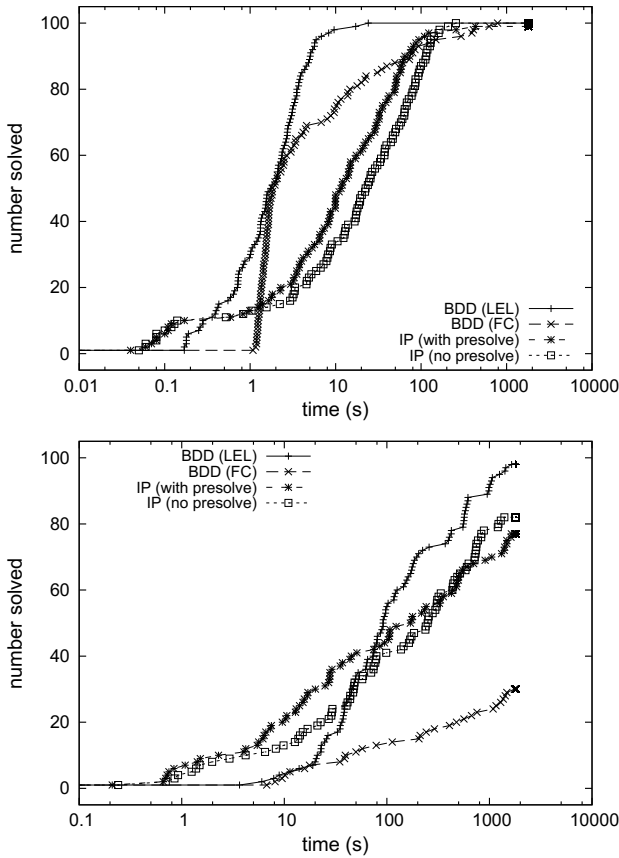 100
80
60
40
20
0
number solved
BDD (LEL)
BDD (FC)
IP (with presolve)
IP (no presolve)
0.01
0.1
1
10
100
1000
10000
time (s)
100
80
60
40
20
0
number solved
BDD (LEL)
BDD (FC)
IP (with presolve)
IP (no presolve)
0.1
1
10
100
1000
10000
time (s)